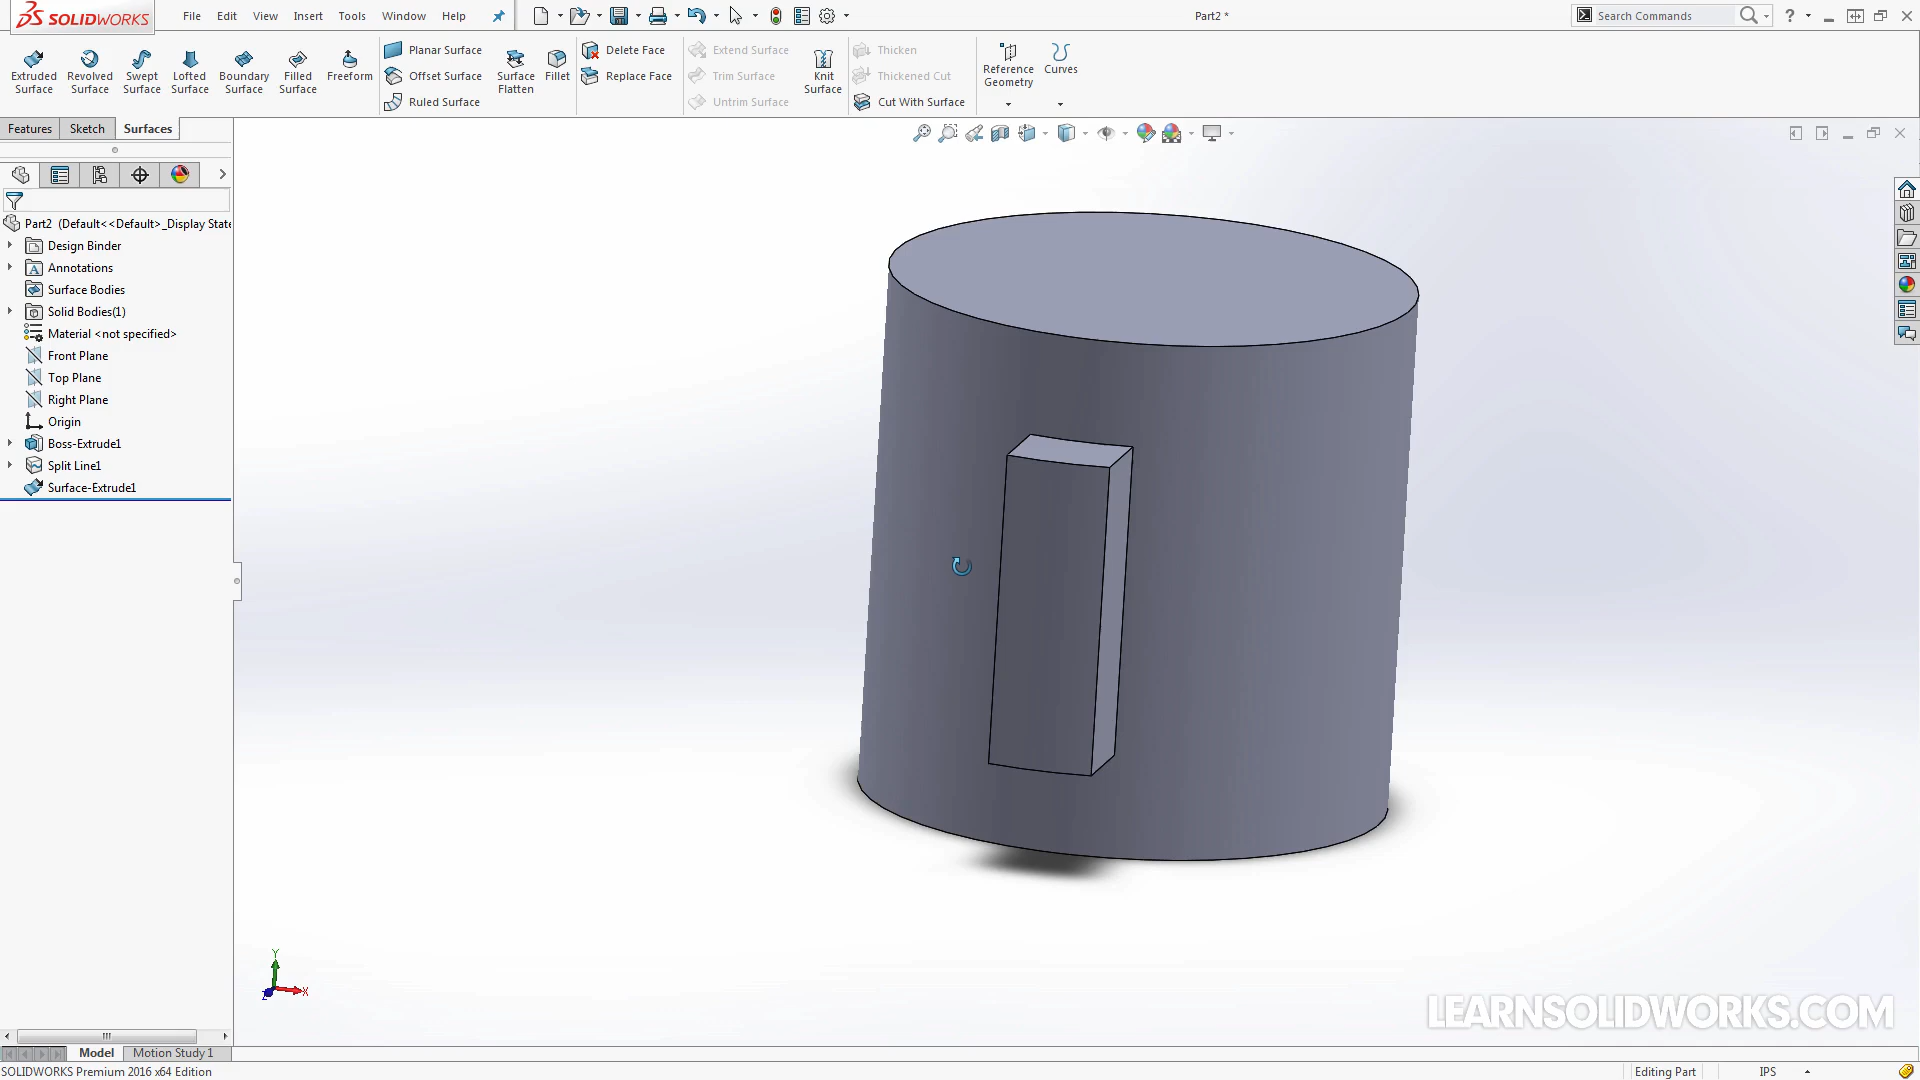 SOLIDWORKS
File Edit View Insert Tools Window Help
Part2 *
Search Commands
Extruded Surface
Revolved Surface
Swept Surface
Lofted Surface
Boundary Surface
Filled Surface
Freeform
Planar Surface
Offset Surface
Ruled Surface
Surface Flatten
Fillet
Delete Face
Replace Face
Extend Surface
Trim Surface
Untrim Surface
Knit Surface
Thicken
Thickened Cut
Cut With Surface
Reference Geometry
Curves
Features Sketch Surfaces
Part2 (Default<<Default>_Display State
Design Binder
Annotations
Surface Bodies
Solid Bodies(1)
Material <not specified>
Front Plane
Top Plane
Right Plane
Origin
Boss-Extrude1
Split Line1
Surface-Extrude1
Y
X
Z
LEARNSOLIDWORKS.COM
Model Motion Study 1
SOLIDWORKS Premium 2016 x64 Edition
Editing Part
IPS